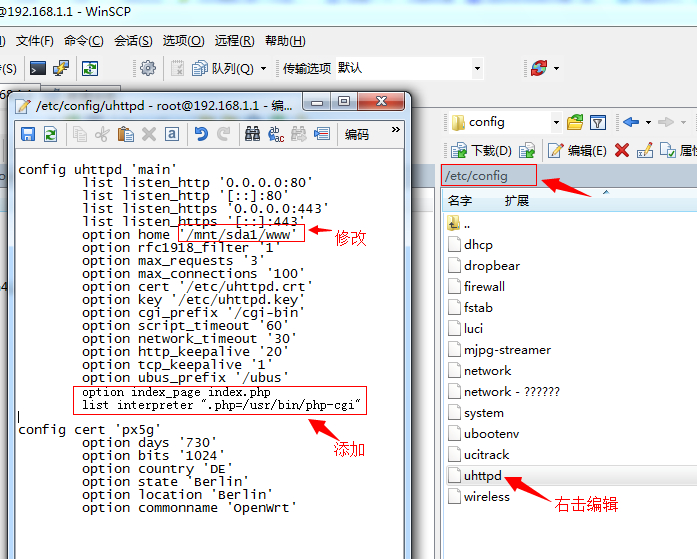 @192.168.1.1 - WinSCP
文件(F) 命令(C) 会话(S) 选项(O) 远程(R) 帮助(H)
(S) 队列(Q) 传输选项 默认
/etc/config/uhttpd - root@192.168.1.1 - 编...
编码 »
config uhttpd 'main'
list listen_http '0.0.0.0:80'
list listen_http '[::]:80'
list listen_https '0.0.0.0:443'
list listen_https '[::]:443'
option home '/mnt/sda1/www'
修改
option rfc1918_filter '1'
option max_requests '3'
option max_connections '100'
option cert '/etc/uhttpd.crt'
option key '/etc/uhttpd.key'
option cgi_prefix '/cgi-bin'
option script_timeout '60'
option network_timeout '30'
option http_keepalive '20'
option tcp_keepalive '1'
option ubus_prefix '/ubus'
option index_page index.php
list interpreter ".php=/usr/bin/php-cgi"
添加
config cert 'px5g'
option days '730'
option bits '1024'
option country 'DE'
option state 'Berlin'
option location 'Berlin'
option commonname 'OpenWrt'
config
下载(D) 编辑(E) 属性
/etc/config
名字 扩展
..
dhcp
dropbear
firewall
fstab
luci
mjpg-streamer
network
network - ??????
system
ubootenv
ucitrack
uhttpd
右击编辑
wireless